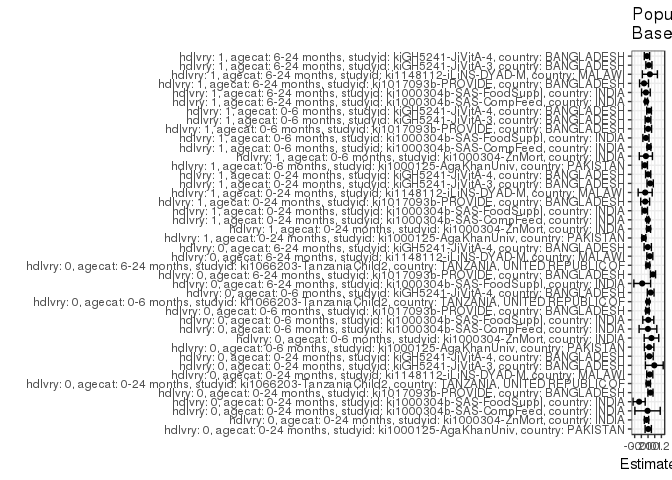 Popu
Base
hdlvry: 1, agecat: 6-24 months, studyid: kiGH5241-JiVitA-4, country: BANGLADESH
hdlvry: 1, agecat: 6-24 months, studyid: kiGH5241-JiVitA-3, country: BANGLADESH
hdlvry: 1, agecat: 6-24 months, studyid: ki1148112-iLiNS-DYAD-M, country: MALAWI
hdlvry: 1, agecat: 6-24 months, studyid: ki1017093b-PROVIDE, country: BANGLADESH
hdlvry: 1, agecat: 6-24 months, studyid: ki1000304b-SAS-FoodSuppl, country: INDIA
hdlvry: 1, agecat: 6-24 months, studyid: ki1000304b-SAS-CompFeed, country: INDIA
hdlvry: 1, agecat: 0-6 months, studyid: kiGH5241-JiVitA-4, country: BANGLADESH
hdlvry: 1, agecat: 0-6 months, studyid: kiGH5241-JiVitA-3, country: BANGLADESH
hdlvry: 1, agecat: 0-6 months, studyid: ki1017093b-PROVIDE, country: BANGLADESH
hdlvry: 1, agecat: 0-6 months, studyid: ki1000304b-SAS-FoodSuppl, country: INDIA
hdlvry: 1, agecat: 0-6 months, studyid: ki1000304b-SAS-CompFeed, country: INDIA
hdlvry: 1, agecat: 0-6 months, studyid: ki1000304-ZnMort, country: INDIA
hdlvry: 1, agecat: 0-6 months, studyid: ki1000125-AgaKhanUniv, country: PAKISTAN
hdlvry: 1, agecat: 0-24 months, studyid: kiGH5241-JiVitA-4, country: BANGLADESH
hdlvry: 1, agecat: 0-24 months, studyid: kiGH5241-JiVitA-3, country: BANGLADESH
hdlvry: 1, agecat: 0-24 months, studyid: ki1148112-iLiNS-DYAD-M, country: MALAWI
hdlvry: 1, agecat: 0-24 months, studyid: ki1017093b-PROVIDE, country: BANGLADESH
hdlvry: 1, agecat: 0-24 months, studyid: ki1000304b-SAS-FoodSuppl, country: INDIA
hdlvry: 1, agecat: 0-24 months, studyid: ki1000304b-SAS-CompFeed, country: INDIA
hdlvry: 1, agecat: 0-24 months, studyid: ki1000304-ZnMort, country: INDIA
hdlvry: 1, agecat: 0-24 months, studyid: ki1000125-AgaKhanUniv, country: PAKISTAN
hdlvry: 0, agecat: 6-24 months, studyid: kiGH5241-JiVitA-4, country: BANGLADESH
hdlvry: 0, agecat: 6-24 months, studyid: ki1148112-iLiNS-DYAD-M, country: MALAWI
hdlvry: 0, agecat: 6-24 months, studyid: ki1066203-TanzaniaChild2, country: TANZANIA, UNITED REPUBLIC OF
hdlvry: 0, agecat: 6-24 months, studyid: ki1017093b-PROVIDE, country: BANGLADESH
hdlvry: 0, agecat: 6-24 months, studyid: ki1000304b-SAS-FoodSuppl, country: INDIA
hdlvry: 0, agecat: 0-6 months, studyid: kiGH5241-JiVitA-4, country: BANGLADESH
hdlvry: 0, agecat: 0-6 months, studyid: ki1066203-TanzaniaChild2, country: TANZANIA, UNITED REPUBLIC OF
hdlvry: 0, agecat: 0-6 months, studyid: ki1017093b-PROVIDE, country: BANGLADESH
hdlvry: 0, agecat: 0-6 months, studyid: ki1000304b-SAS-FoodSuppl, country: INDIA
hdlvry: 0, agecat: 0-6 months, studyid: ki1000304b-SAS-CompFeed, country: INDIA
hdlvry: 0, agecat: 0-6 months, studyid: ki1000304-ZnMort, country: INDIA
hdlvry: 0, agecat: 0-6 months, studyid: ki1000125-AgaKhanUniv, country: PAKISTAN
hdlvry: 0, agecat: 0-24 months, studyid: kiGH5241-JiVitA-4, country: BANGLADESH
hdlvry: 0, agecat: 0-24 months, studyid: kiGH5241-JiVitA-3, country: BANGLADESH
hdlvry: 0, agecat: 0-24 months, studyid: ki1148112-iLiNS-DYAD-M, country: MALAWI
hdlvry: 0, agecat: 0-24 months, studyid: ki1066203-TanzaniaChild2, country: TANZANIA, UNITED REPUBLIC OF
hdlvry: 0, agecat: 0-24 months, studyid: ki1017093b-PROVIDE, country: BANGLADESH
hdlvry: 0, agecat: 0-24 months, studyid: ki1000304b-SAS-FoodSuppl, country: INDIA
hdlvry: 0, agecat: 0-24 months, studyid: ki1000304b-SAS-CompFeed, country: INDIA
hdlvry: 0, agecat: 0-24 months, studyid: ki1000304-ZnMort, country: INDIA
hdlvry: 0, agecat: 0-24 months, studyid: ki1000125-AgaKhanUniv, country: PAKISTAN
Estimate